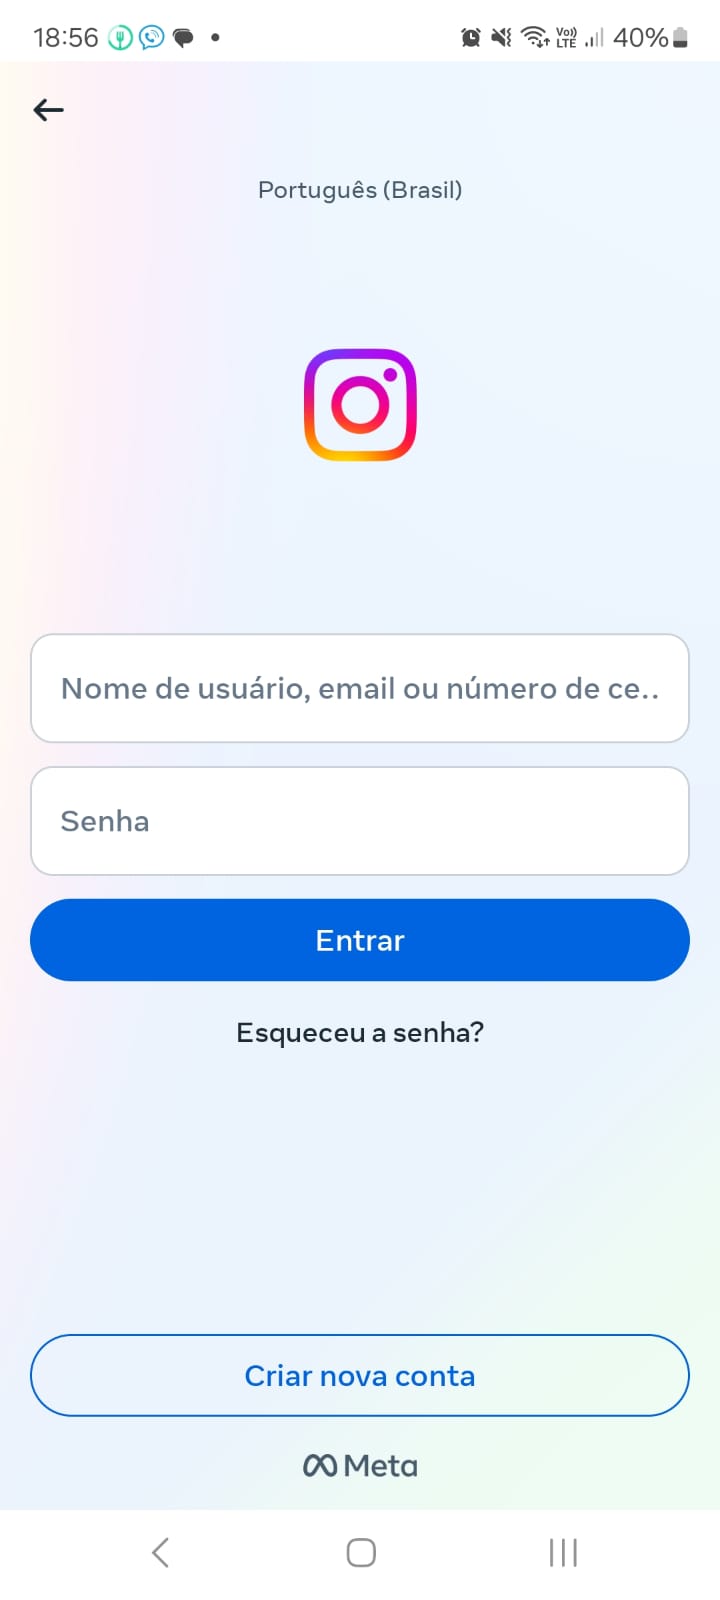 18:56
Vo)) LTE 40%
Português (Brasil)
Nome de usuário, email ou número de ce..
Senha
Entrar
Esqueceu a senha?
Criar nova conta
Meta